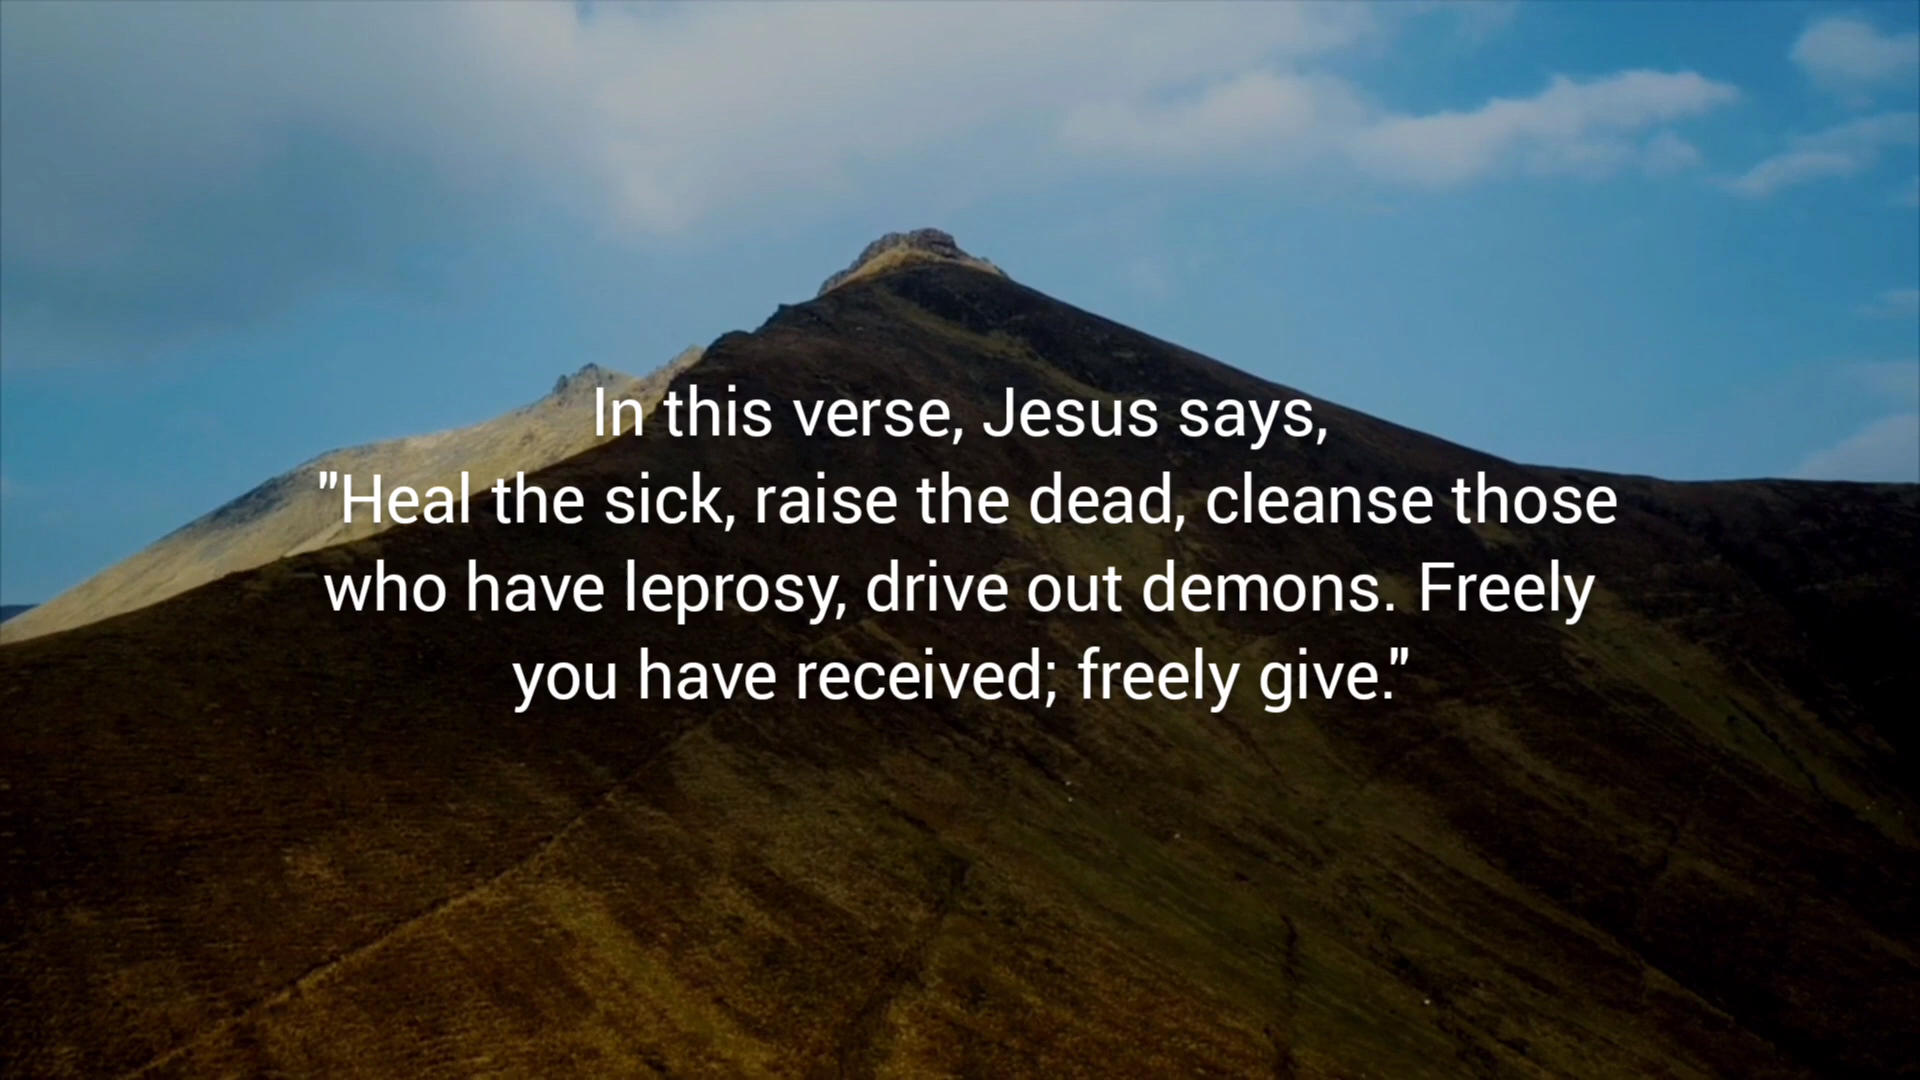 In this verse, Jesus says,
"Heal the sick, raise the dead, cleanse those
who have leprosy, drive out demons. Freely
you have received; freely give."